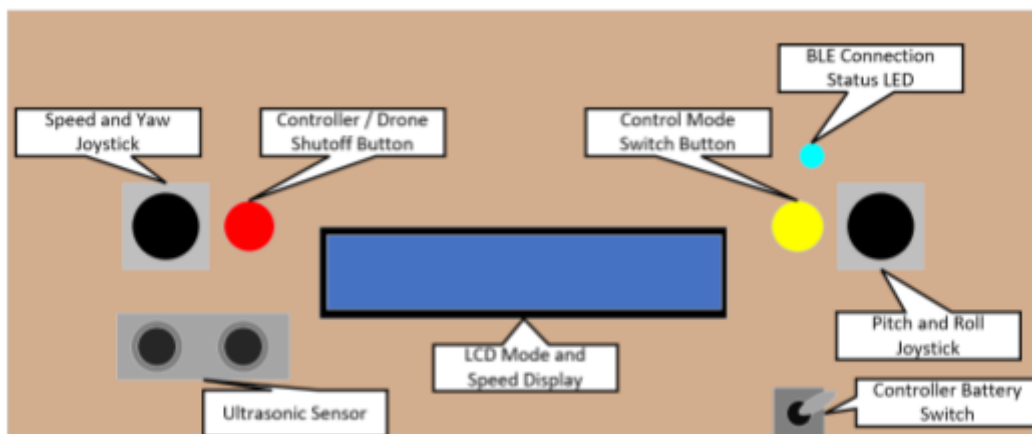 BLE Connection
Status LED
Speed and Yaw
Joystick
Controller / Drone
Shutoff Button
Control Mode
Switch Button
Pitch and Roll
Joystick
LCD Mode and
Speed Display
Controller Battery
Switch
Ultrasonic Sensor